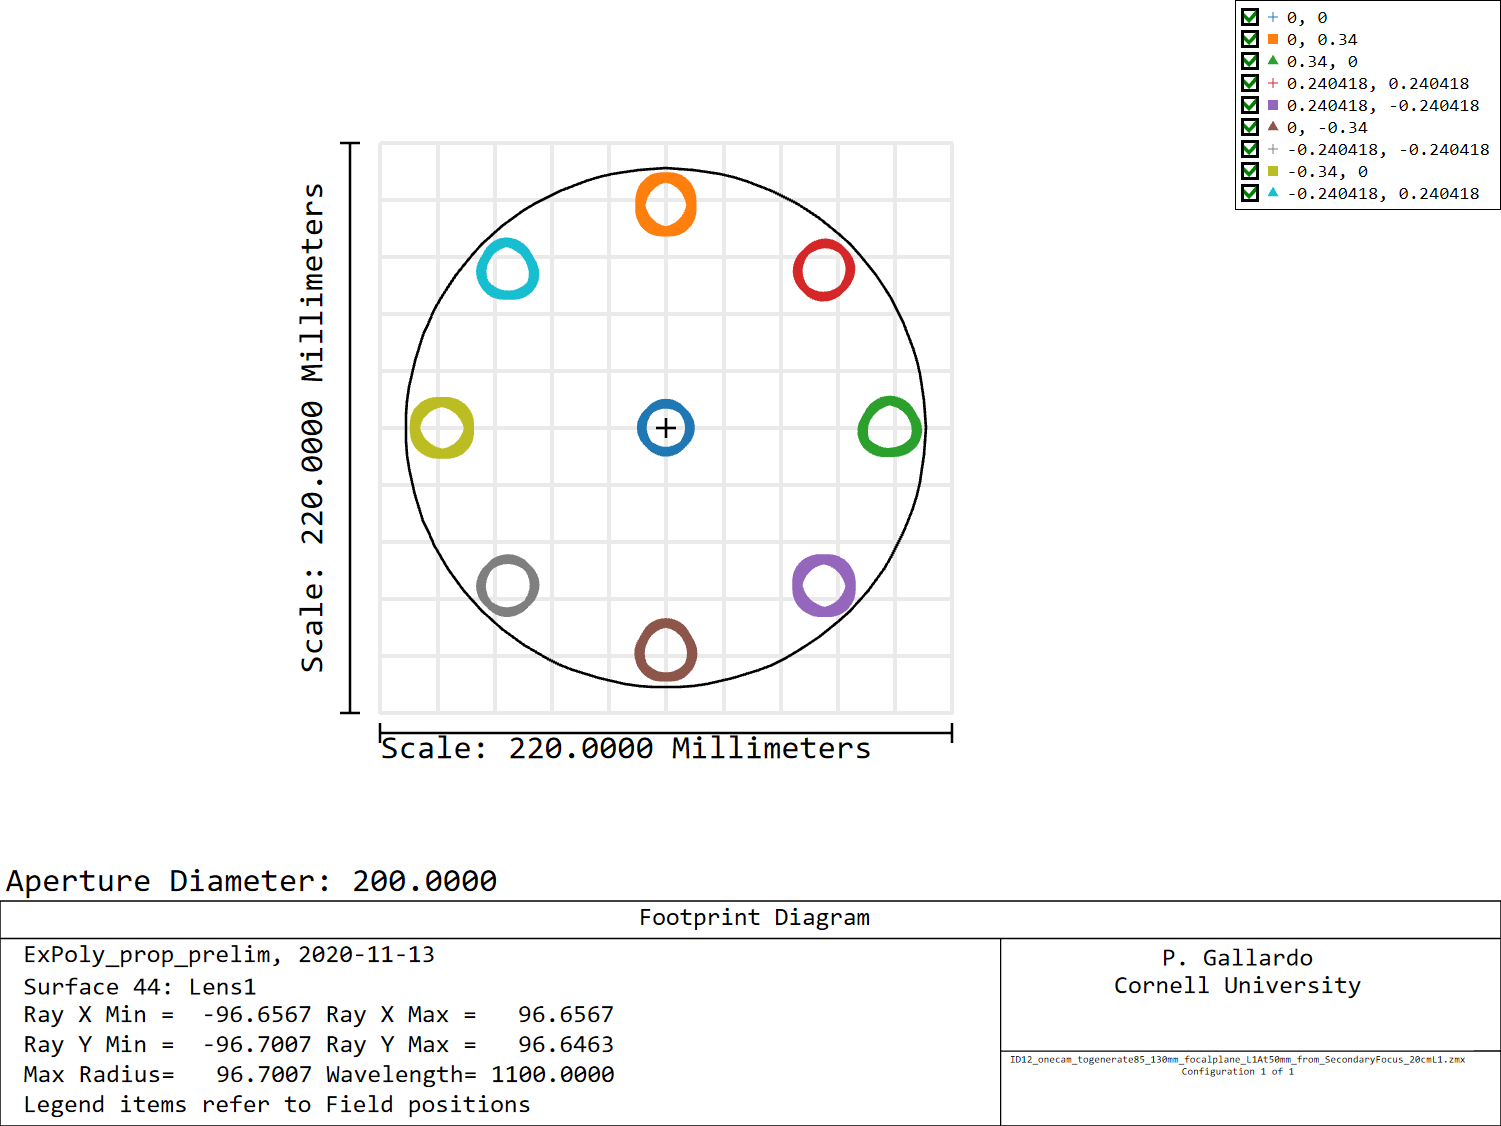 0, 0
0, 0.34
0.34, 0
0.240418, 0.240418
0.240418, -0.240418
0, -0.34
-0.240418, -0.240418
-0.34, 0
-0.240418, 0.240418
Scale: 220.0000 Millimeters
Scale: 220.0000 Millimeters
Aperture Diameter: 200.0000
Footprint Diagram
ExPoly_prop_prelim, 2020-11-13
Surface 44: Lens1
Ray X Min = -96.6567 Ray X Max = 96.6567
Ray Y Min = -96.7007 Ray Y Max = 96.6463
Max Radius= 96.7007 Wavelength= 1100.0000
Legend items refer to Field positions
P. Gallardo
Cornell University
ID12_onecam_togenerate85_130mm_focalplane_L1At50mm_from_SecondaryFocus_20cmL1.zmx
Configuration 1 of 1